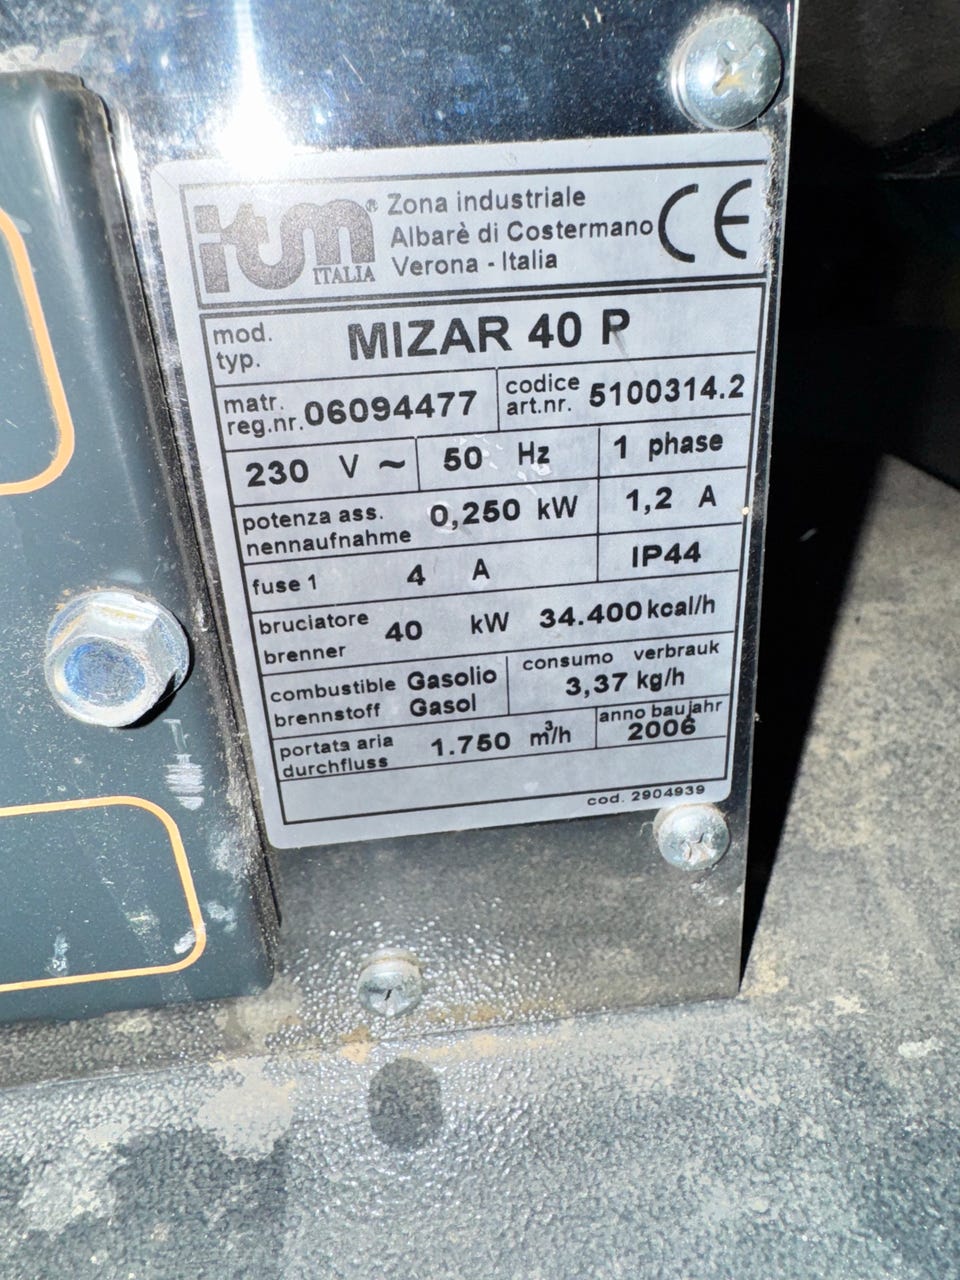 itm® ITALIA
Zona industriale
Albarè di Costermano
Verona - Italia
CE
mod.
typ.
MIZAR 40 P
matr.
reg.nr. 06094477
codice
art.nr. 5100314.2
230 V ~ 50 Hz 1 phase
potenza ass.
nennaufnahme
0,250 kW 1,2 A
fuse 1 4 A IP44
bruciatore
brenner
40 kW 34.400 kcal/h
combustible Gasolio
brennstoff Gasol
consumo verbrauk
3,37 kg/h
portata aria
durchfluss
1.750 m³/h
anno baujahr
2006
cod. 2904939